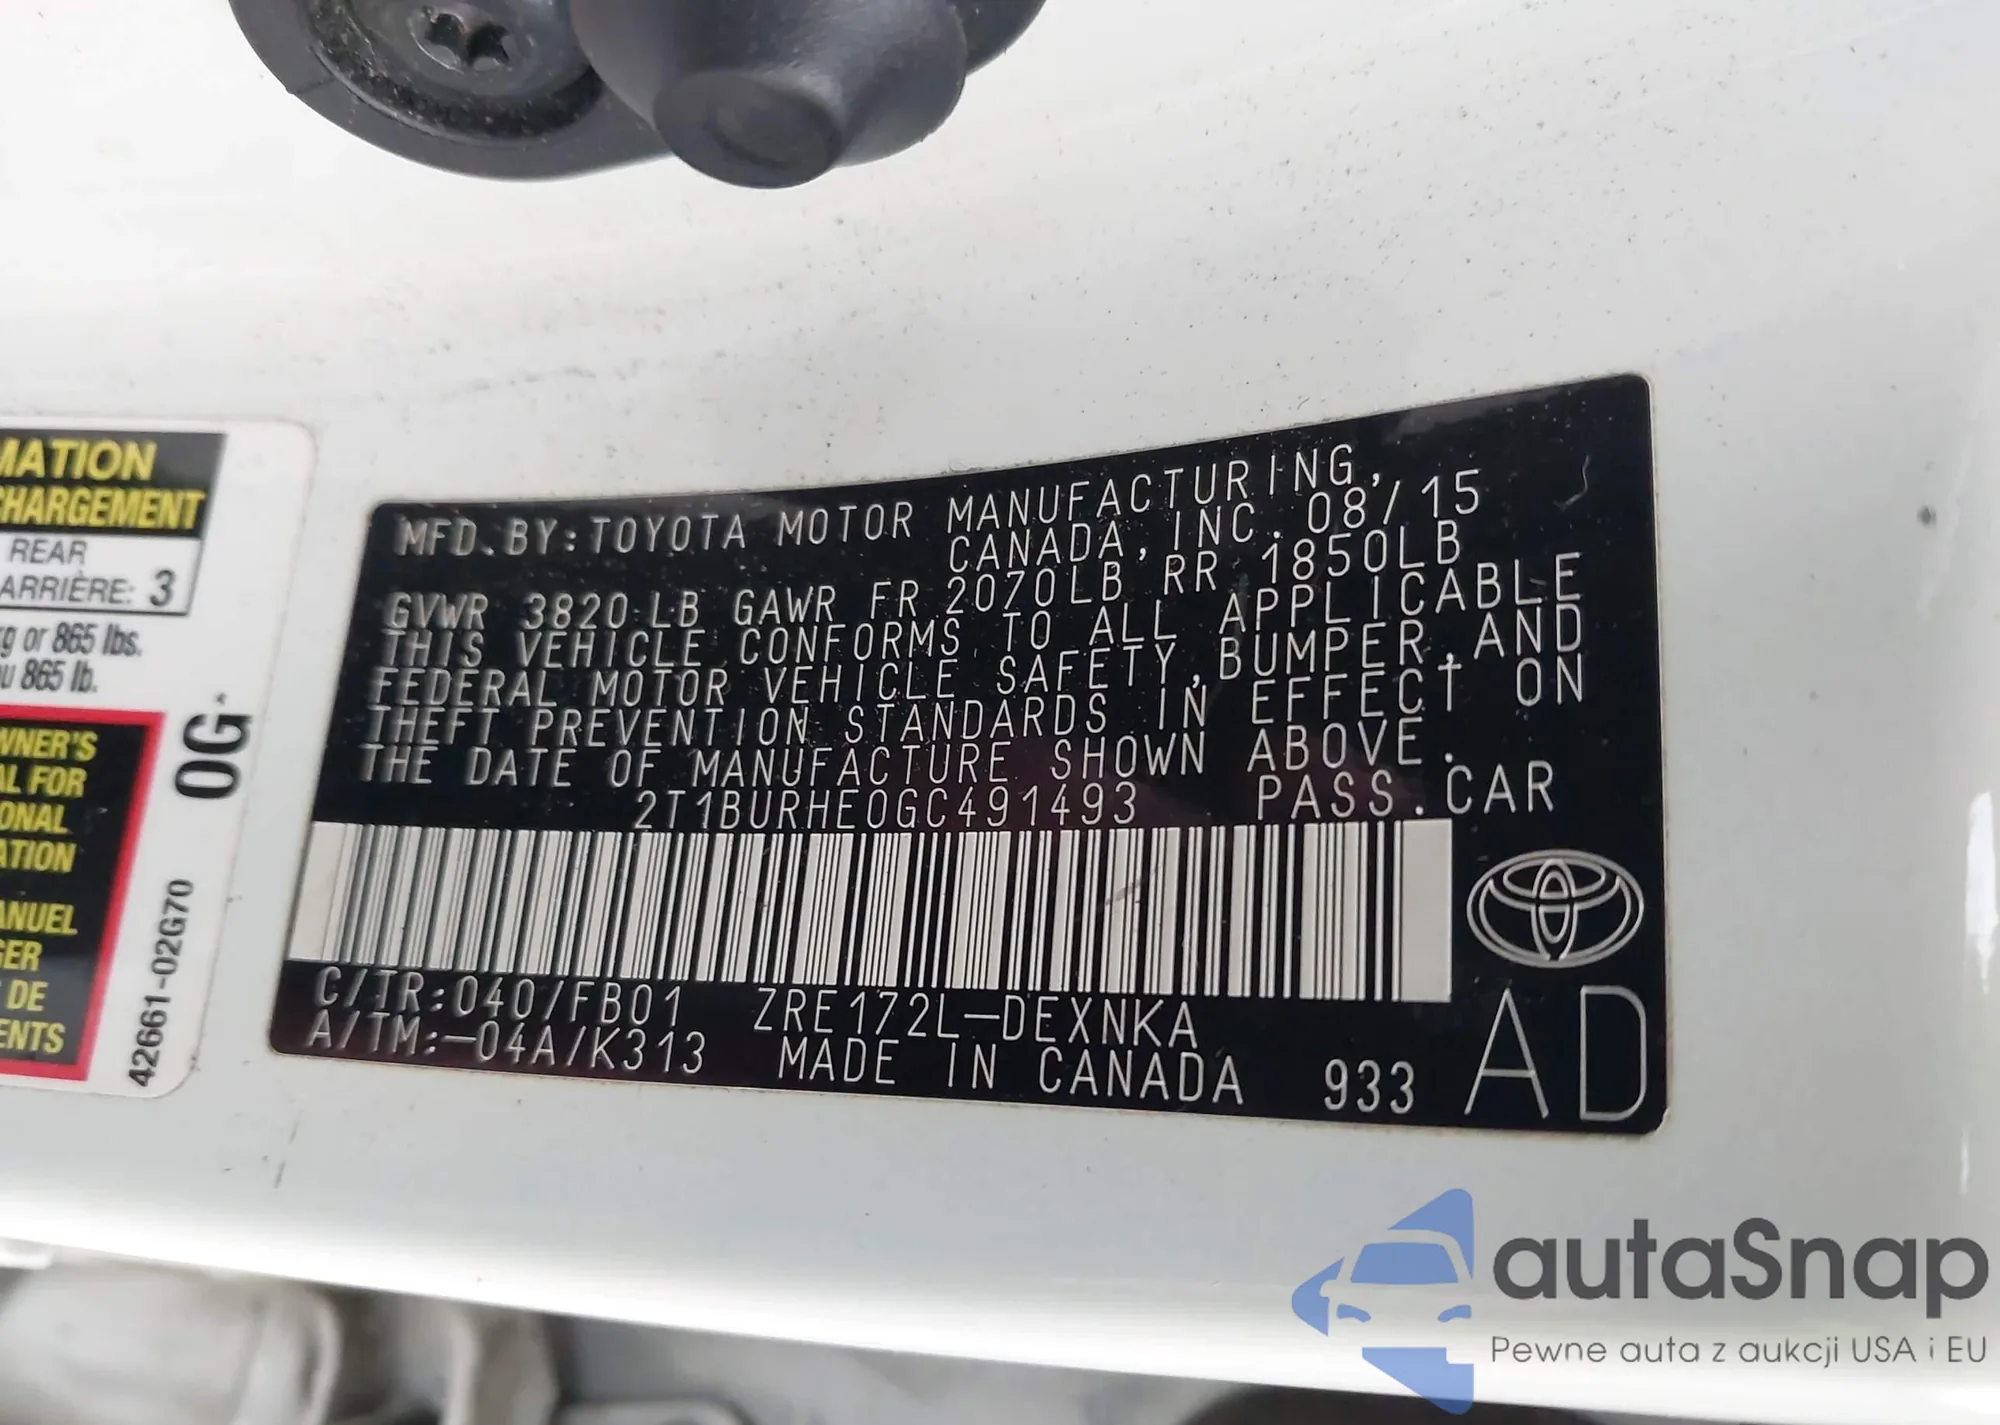 MATION
CHARGEMENT
REAR
ARRIÈRE: 3
kg or 865 lbs.
ou 865 lb.
WNER'S
AL FOR
ONAL
ATION
ANUEL
GER
DE
ENTS
0G*
42661-02G70
MFD. BY: TOYOTA MOTOR MANUFACTURING,
CANADA, INC. 08/15
GVWR 3820 LB GAWR FR 2070LB RR 1850LB
THIS VEHICLE CONFORMS TO ALL APPLICABLE
FEDERAL MOTOR VEHICLE SAFETY, BUMPER, AND
THEFT PREVENTION STANDARDS IN EFFECT ON
THE DATE OF MANUFACTURE SHOWN ABOVE.
2T1BURHE0GC491493 PASS. CAR
C/TR:040/FB01 ZRE172L-DEXNKA
A/TM:-04A/K313 MADE IN CANADA 933
AD
autaSnap
Pewne auta z aukcji USA i EU